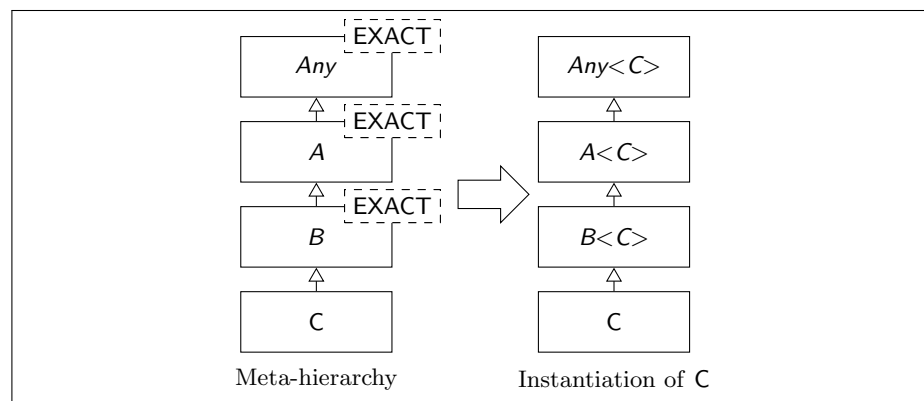 EXACT
Any
Any<C>
EXACT
A
A<C>
EXACT
B
B<C>
C
C
Meta-hierarchy
Instantiation of C